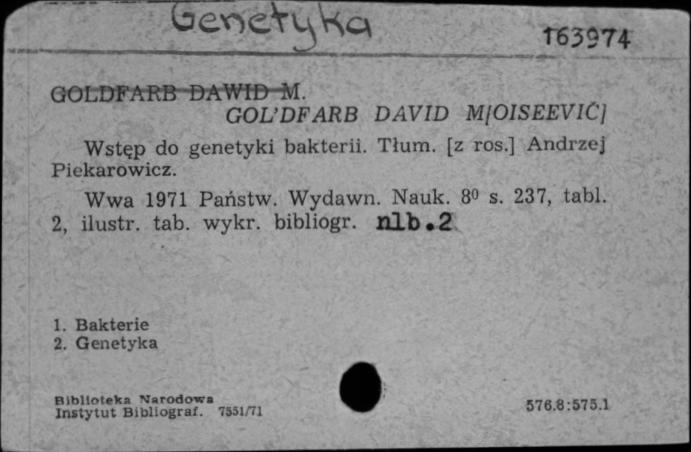 Genetyka
163974
GOLDFARB DAWID M.
GOL'DFARB DAVID M[OISEEVIČ]
Wstęp do genetyki bakterii. Tłum. [z ros.] Andrzej
Piekarowicz.
Wwa 1971 Państw. Wydawn. Nauk. 8º s. 237, tabl.
2, ilustr. tab. wykr. bibliogr. nlb.2
1. Bakterie
2. Genetyka
Biblioteka Narodowa
Instytut Bibliograf. 7551/71
576.8:575.1